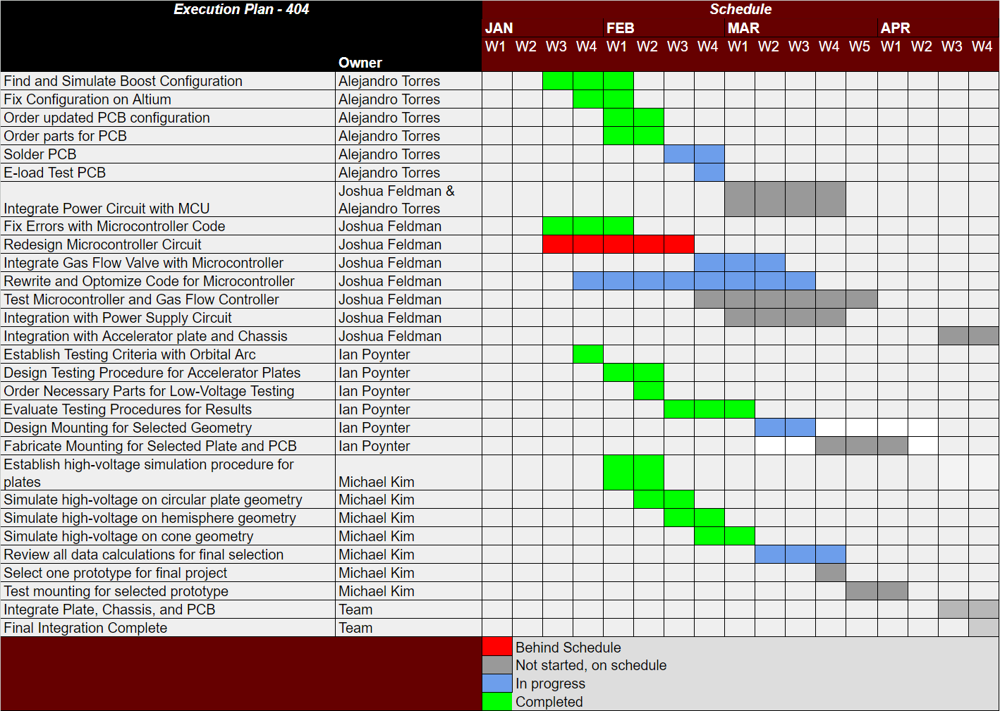 Execution Plan - 404 Schedule
JAN FEB MAR APR
W1 W2 W3 W4 W1 W2 W3 W4 W1 W2 W3 W4 W5 W1 W2 W3 W4
Owner
Find and Simulate Boost Configuration Alejandro Torres
Fix Configuration on Altium Alejandro Torres
Order updated PCB configuration Alejandro Torres
Order parts for PCB Alejandro Torres
Solder PCB Alejandro Torres
E-load Test PCB Alejandro Torres
Joshua Feldman &
Integrate Power Circuit with MCU Alejandro Torres
Fix Errors with Microcontroller Code Joshua Feldman
Redesign Microcontroller Circuit Joshua Feldman
Integrate Gas Flow Valve with Microcontroller Joshua Feldman
Rewrite and Optomize Code for Microcontroller Joshua Feldman
Test Microcontroller and Gas Flow Controller Joshua Feldman
Integration with Power Supply Circuit Joshua Feldman
Integration with Accelerator plate and Chassis Joshua Feldman
Establish Testing Criteria with Orbital Arc Ian Poynter
Design Testing Procedure for Accelerator Plates Ian Poynter
Order Necessary Parts for Low-Voltage Testing Ian Poynter
Evaluate Testing Procedures for Results Ian Poynter
Design Mounting for Selected Geometry Ian Poynter
Fabricate Mounting for Selected Plate and PCB Ian Poynter
Establish high-voltage simulation procedure for
plates Michael Kim
Simulate high-voltage on circular plate geometry Michael Kim
Simulate high-voltage on hemisphere geometry Michael Kim
Simulate high-voltage on cone geometry Michael Kim
Review all data calculations for final selection Michael Kim
Select one prototype for final project Michael Kim
Test mounting for selected prototype Michael Kim
Integrate Plate, Chassis, and PCB Team
Final Integration Complete Team
Behind Schedule
Not started, on schedule
In progress
Completed